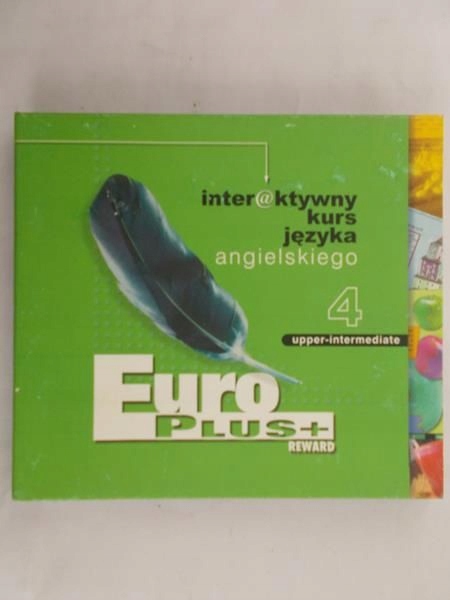 inter@ktywny
kurs
języka
angielskiego
4
upper-intermediate
Euro
PLUS+
REWARD